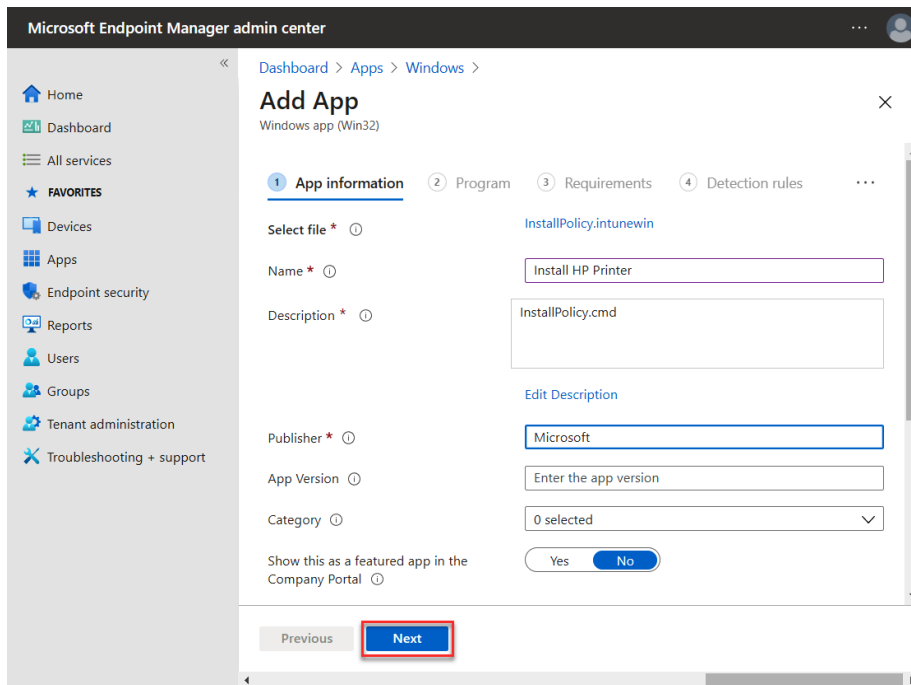 Microsoft Endpoint Manager admin center
...
«
Home
Dashboard
All services
FAVORITES
Devices
Apps
Endpoint security
Reports
Users
Groups
Tenant administration
Troubleshooting + support
Dashboard > Apps > Windows >
Add App
Windows app (Win32)
1 App information 2 Program 3 Requirements 4 Detection rules ...
Select file * InstallPolicy.intunewin
Name * Install HP Printer
Description * InstallPolicy.cmd
Edit Description
Publisher * Microsoft
App Version Enter the app version
Category 0 selected
Show this as a featured app in the
Company Portal
Yes No
Previous Next